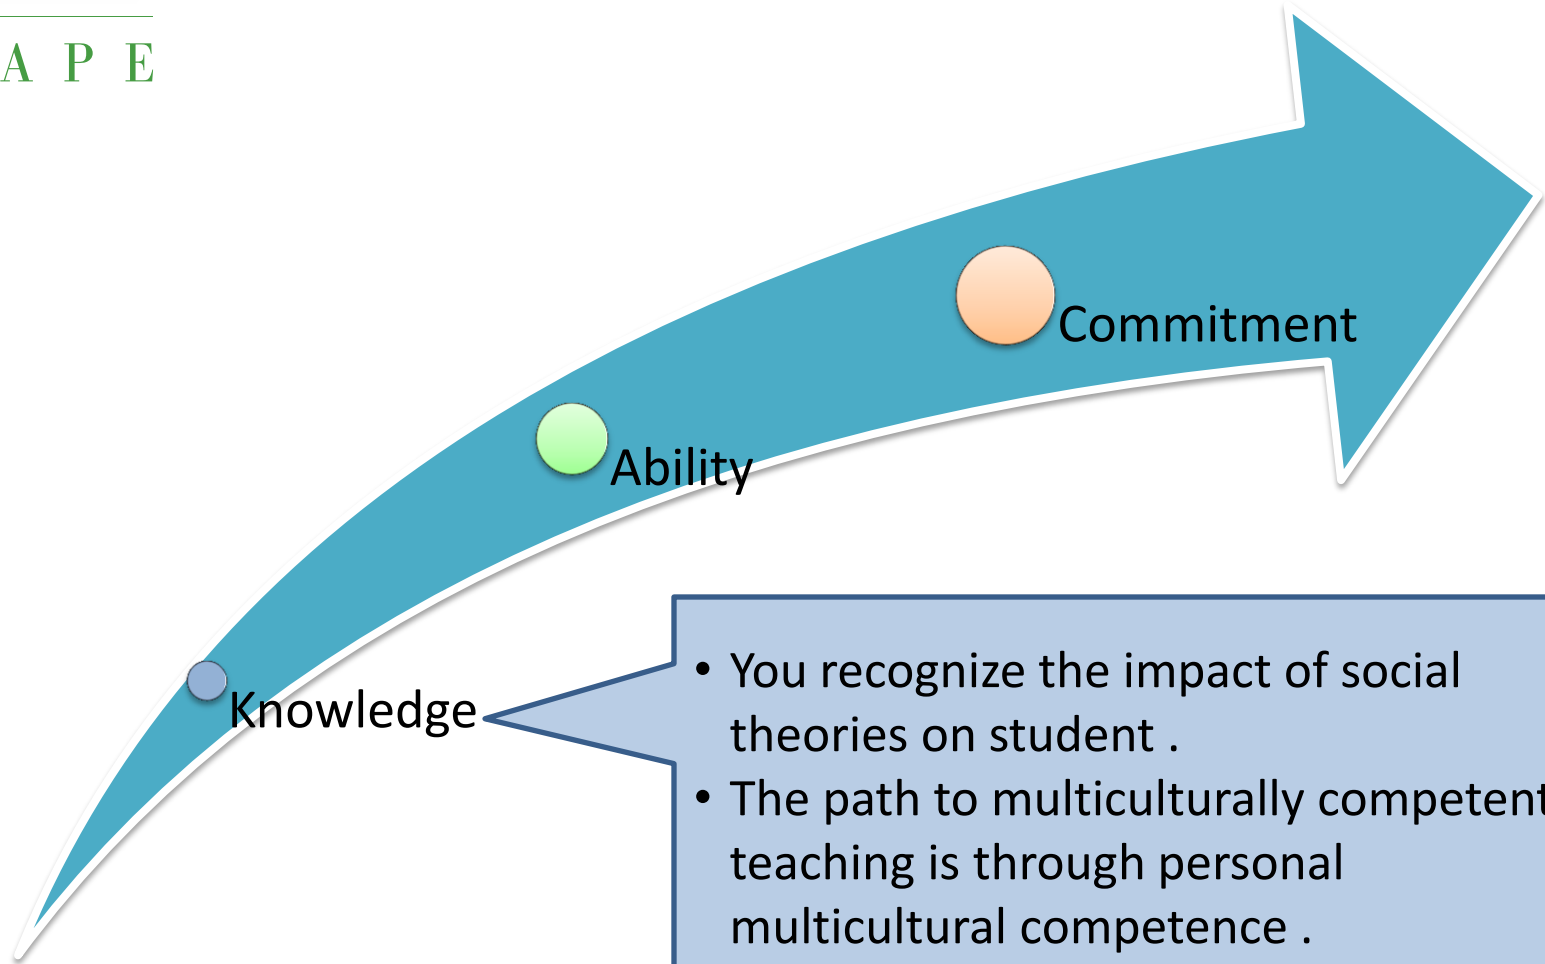 A P E
Commitment
Ability
Knowledge
• You recognize the impact of social
theories on student .
• The path to multiculturally competent
teaching is through personal
multicultural competence .